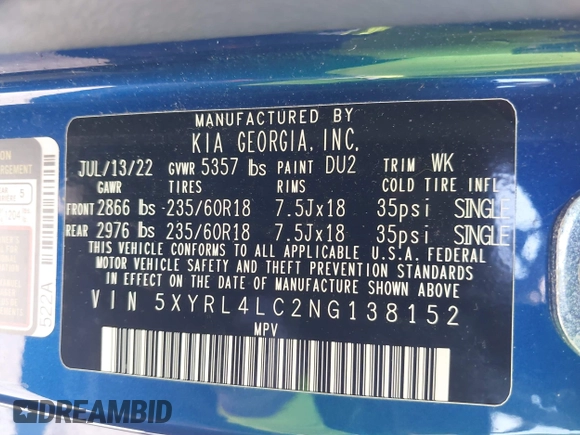 MANUFACTURED BY
KIA GEORGIA, INC.
JUL/13/22 GVWR 5357 lbs PAINT DU2 TRIM WK
GAWR TIRES RIMS COLD TIRE INFL
FRONT 2866 lbs -235/60R18 7.5Jx18 35psi SINGLE
REAR 2976 lbs -235/60R18 7.5Jx18 35psi SINGLE
THIS VEHICLE CONFORMS TO ALL APPLICABLE U.S.A. FEDERAL
MOTOR VEHICLE SAFETY AND THEFT PREVENTION STANDARDS
IN EFFECT ON THE DATE OF MANUFACTURE SHOWN ABOVE.
VIN 5XYRL4LC2NG138152
MPV
522A
5
DREAMBID